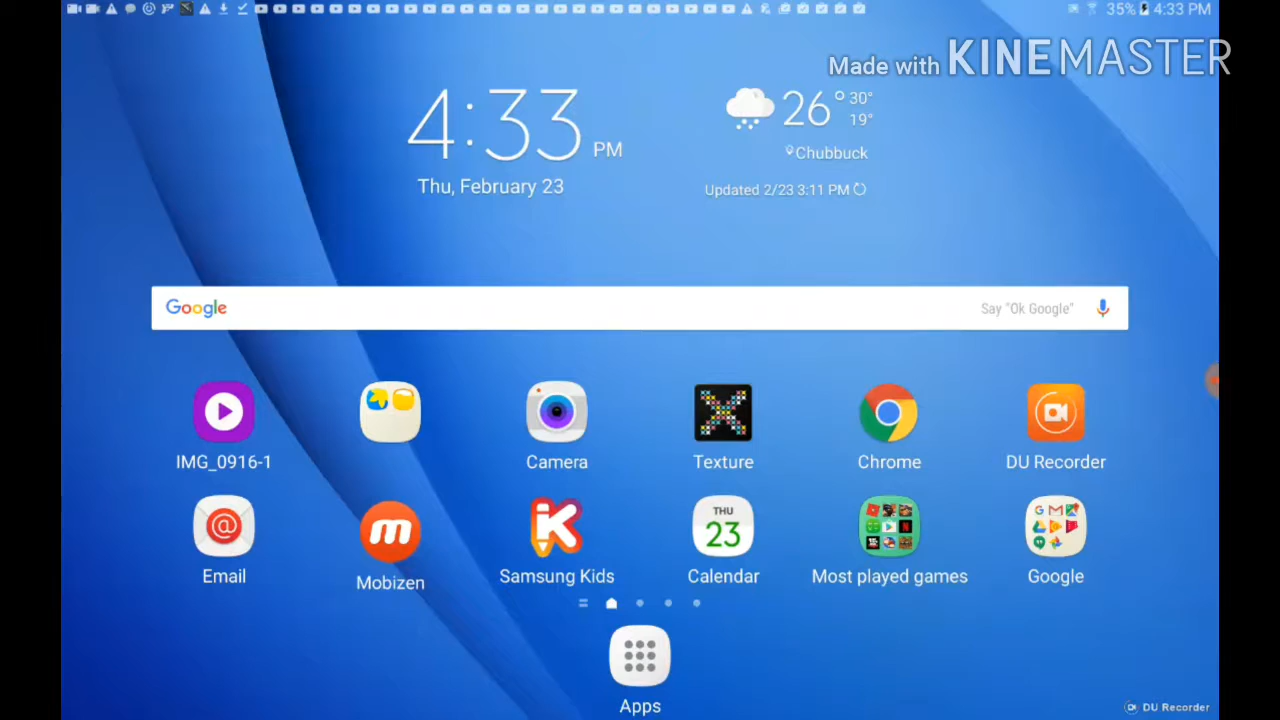 35% 4:33 PM
Made with KINEMASTER
4:33 PM
Thu, February 23
26° 30°
19°
Chubbuck
Updated 2/23 3:11 PM
Google Say "Ok Google"
IMG_0916-1
Camera
Texture
Chrome
DU Recorder
Email
Mobizen
Samsung Kids
THU
23
Calendar
Most played games
Google
Apps
DU Recorder